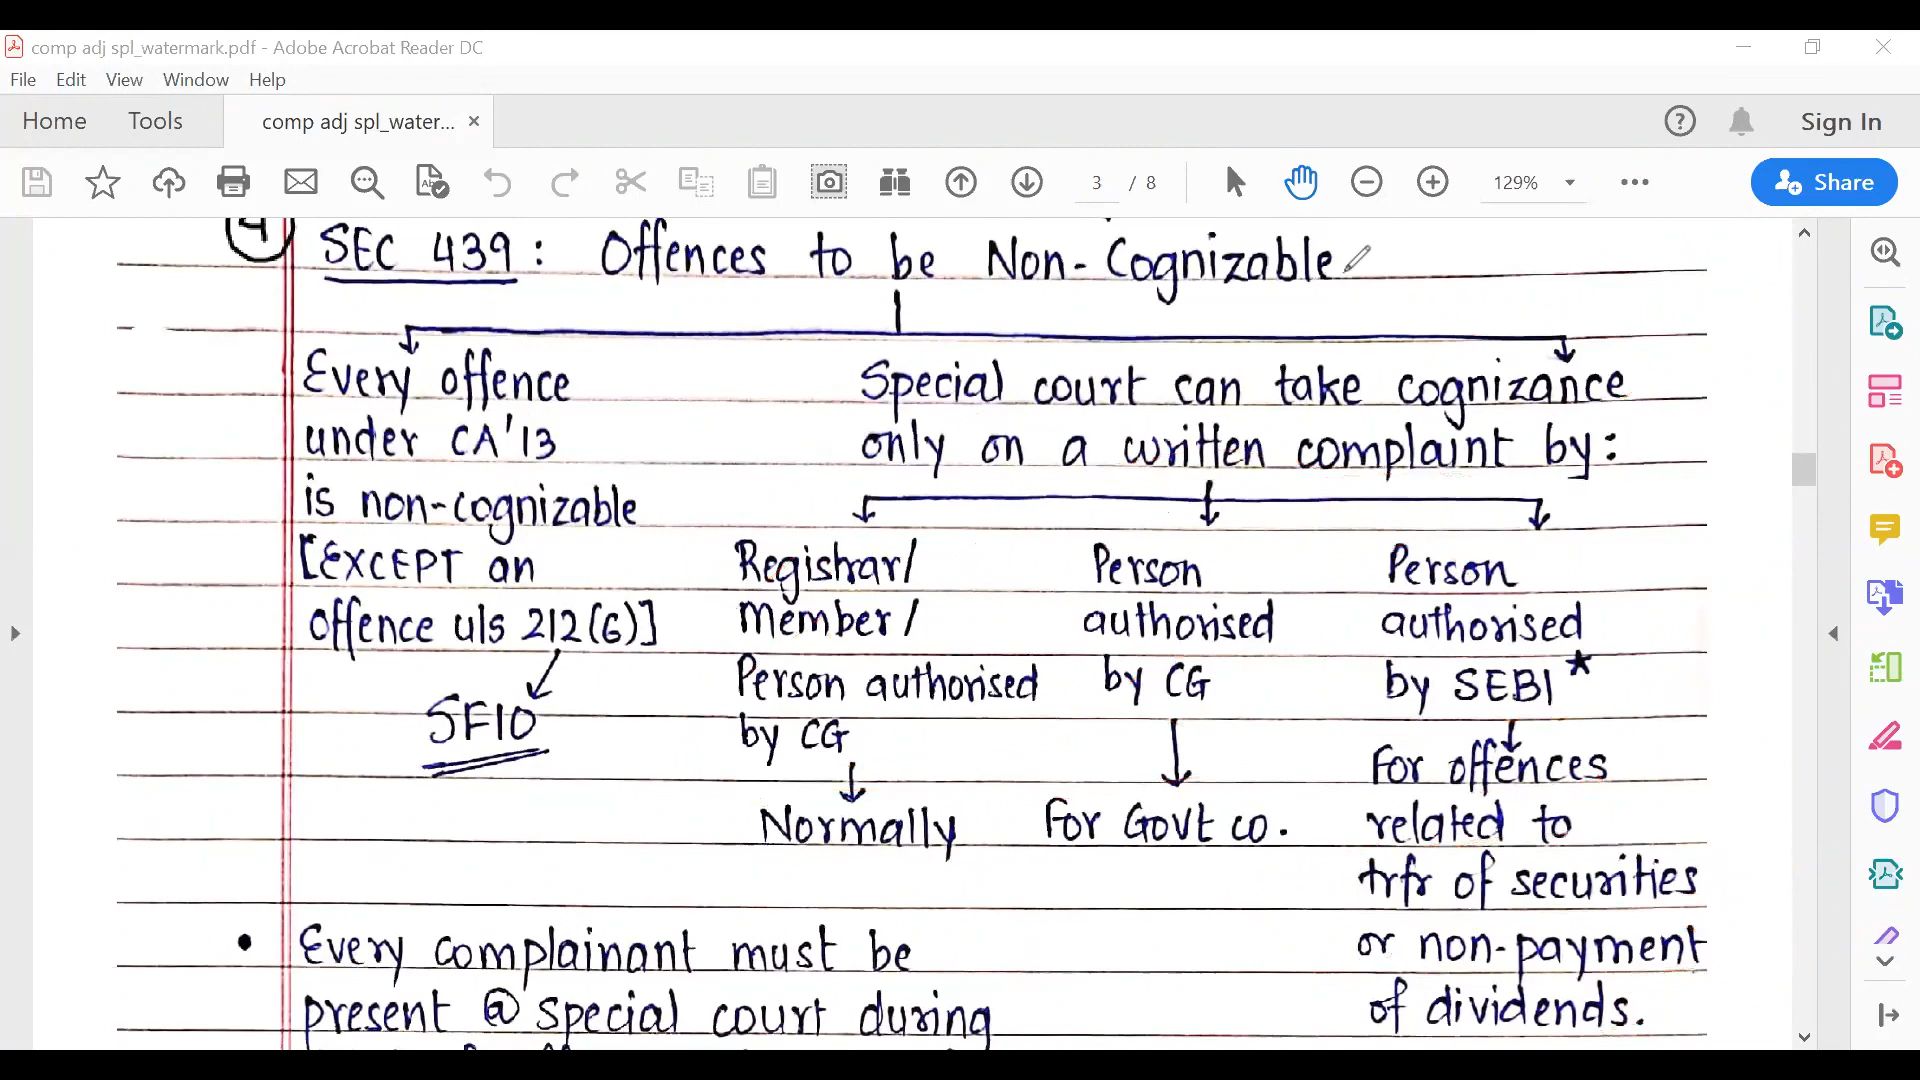 comp adj spl_watermark.pdf - Adobe Acrobat Reader DC
File Edit View Window Help
Home Tools comp adj spl_water... × Sign In
3 / 8 129% Share
4 SEC 439 : Offences to be Non-Cognizable
Every offence
under CA'13
is non-cognizable
[EXCEPT an
offence u/s 212(6)]
SFIO
Special court can take cognizance
only on a written complaint by:
Registrar/
Member/
Person authorised
by CG
Normally
Person
authorised
by CG
For Govt co.
Person
authorised
by SEBI*
For offences
related to
trfr of securities
or non-payment
of dividends.
• Every complainant must be
present @ special court during